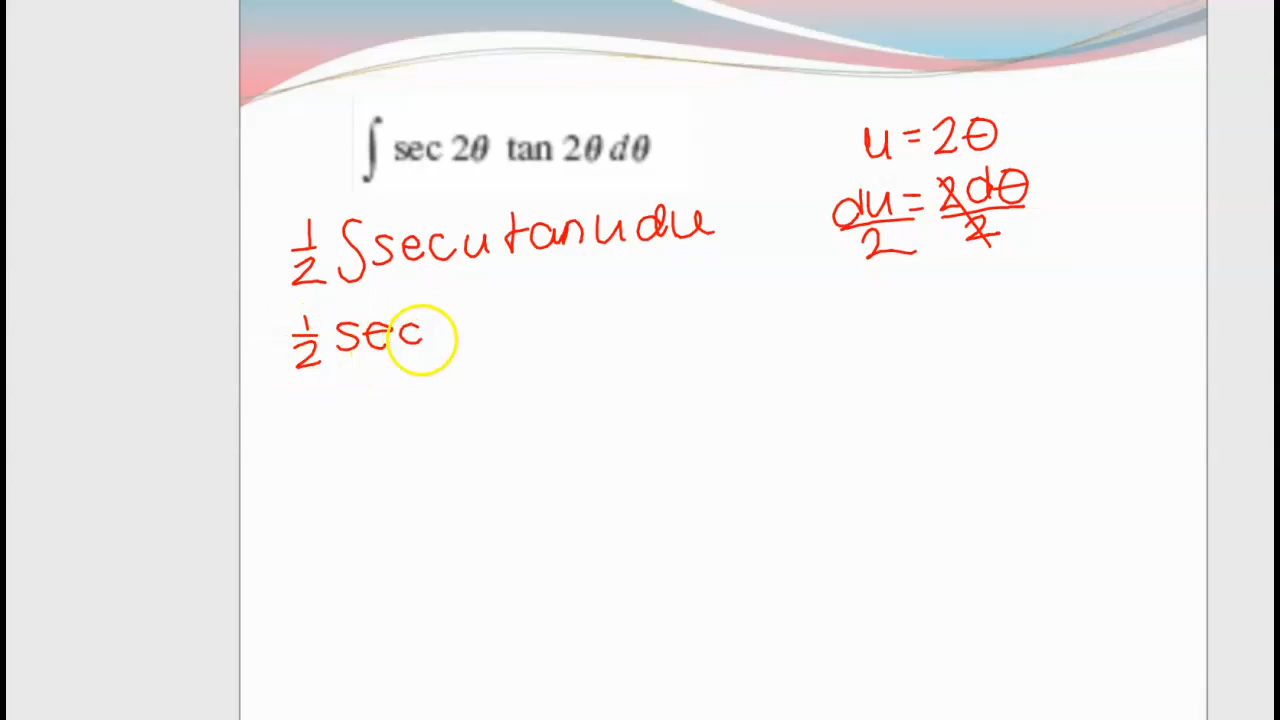 ∫ sec 2θ tan 2θ dθ
u = 2θ
du/2 = 2dθ/2
1/2 ∫ sec u tan u du
1/2 sec